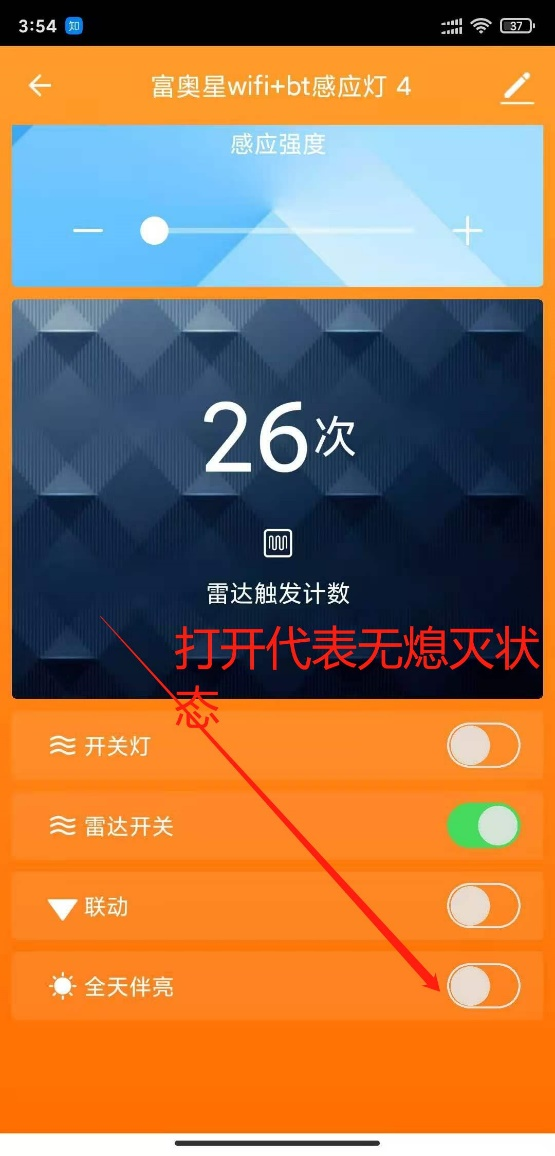 3:54 知 37
富奥星wifi+bt感应灯 4
感应强度
26次
雷达触发计数
打开代表无熄灭状
态
开关灯
雷达开关
联动
全天伴亮